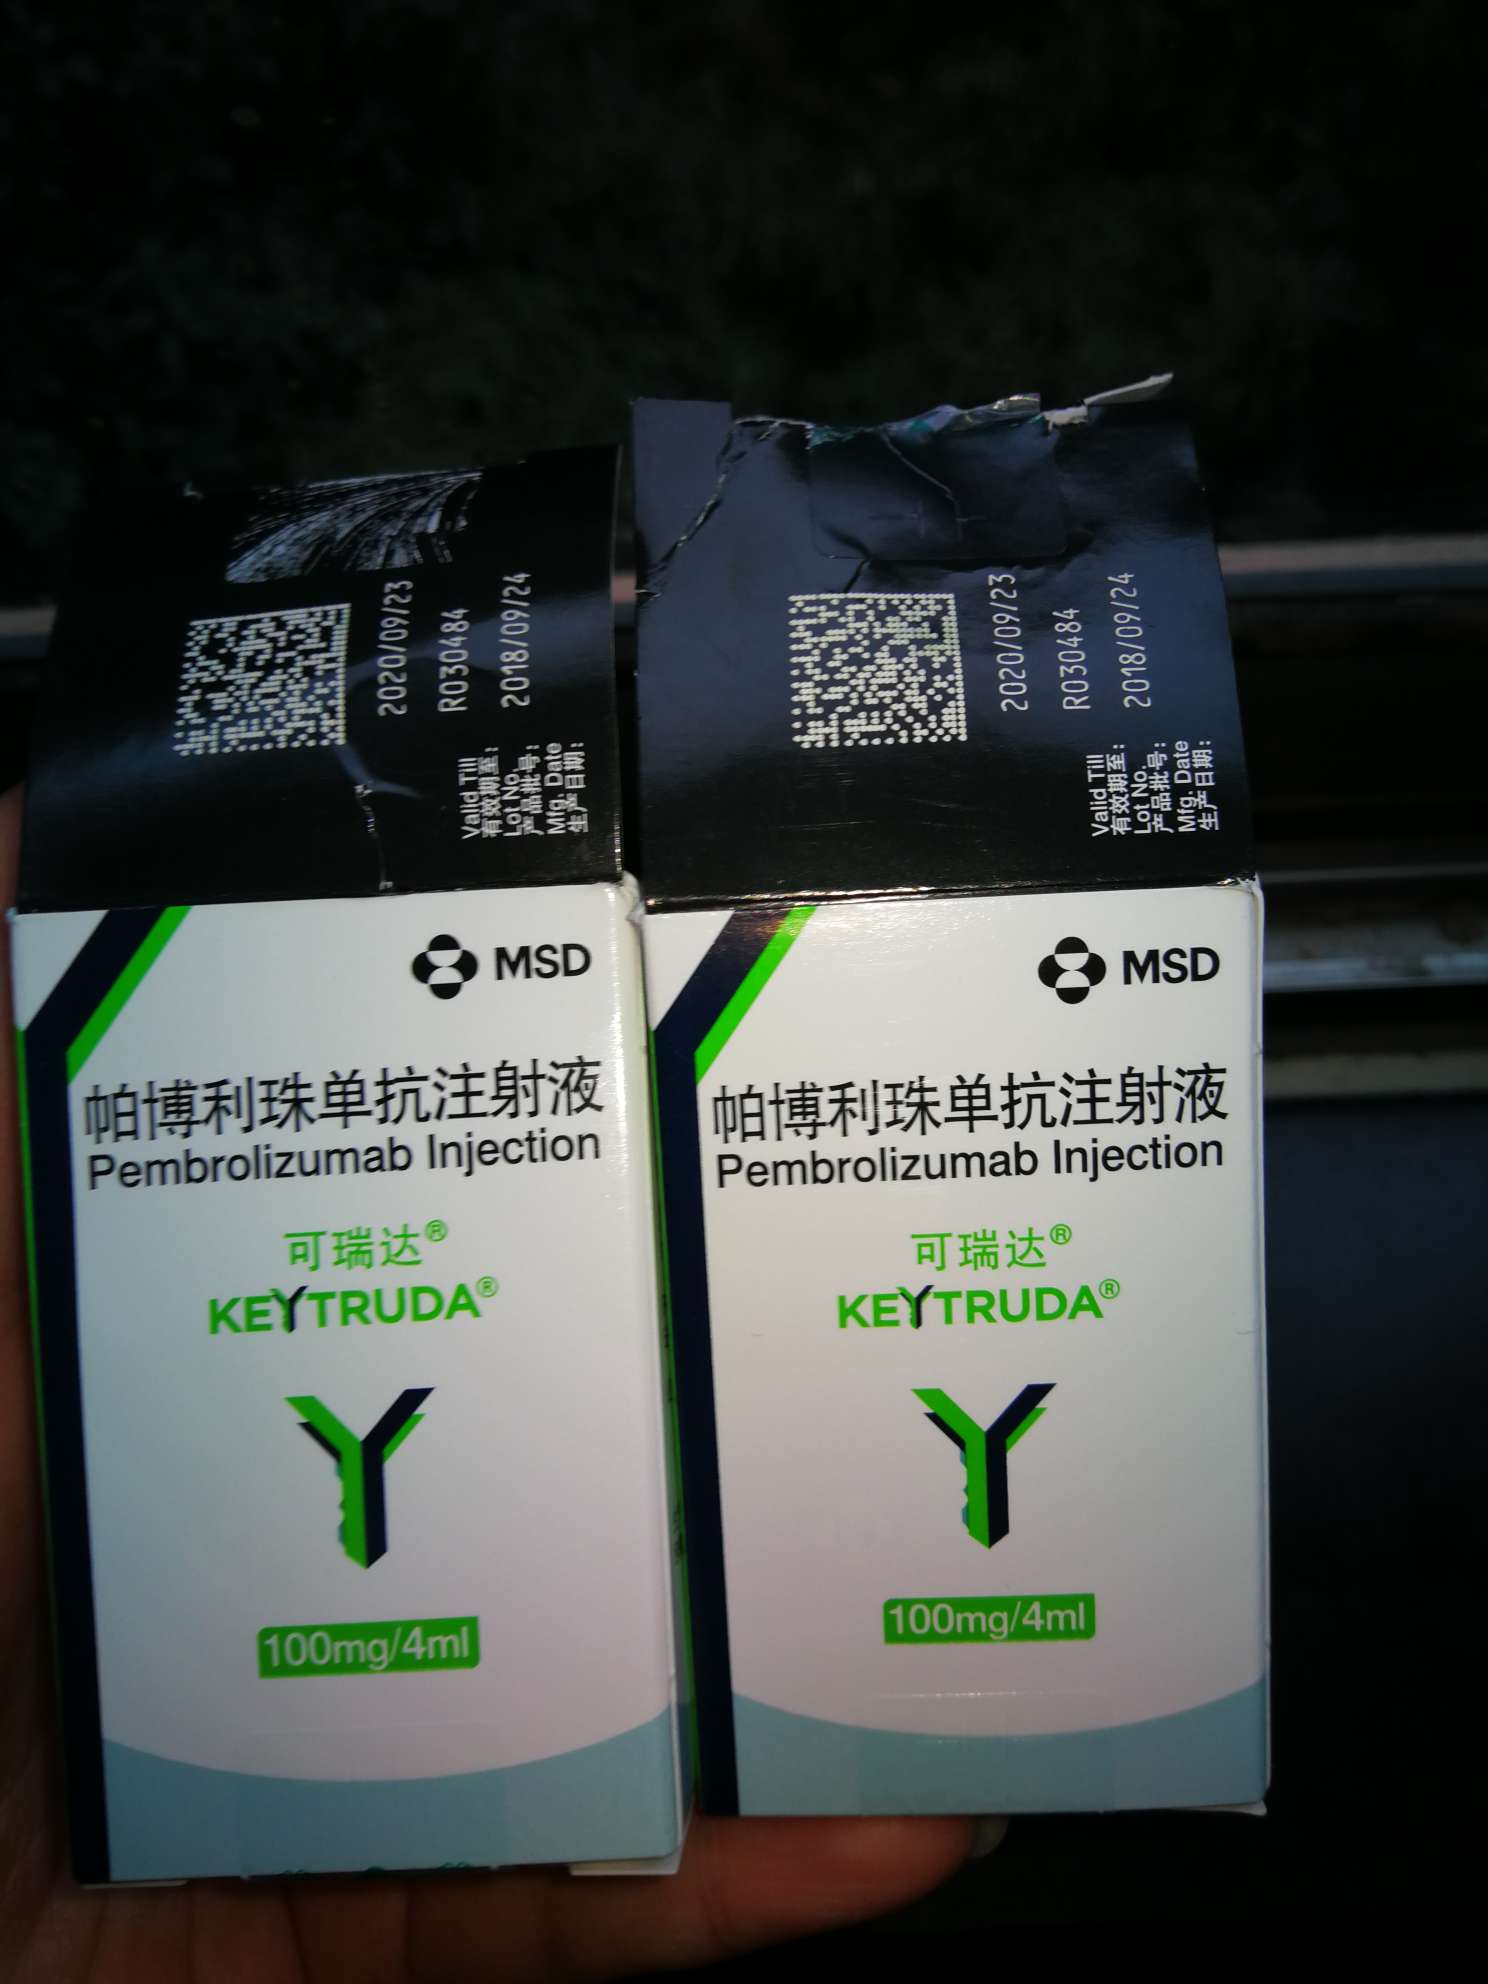 2020/09/23
R030484
2018/09/24
Valid Till
有效期至：
Lot No.
产品批号：
Mfg. Date
生产日期：
MSD
帕博利珠单抗注射液
Pembrolizumab Injection
可瑞达®
KEYTRUDA®
100mg/4ml
2020/09/23
R030484
2018/09/24
Valid Till
有效期至：
Lot No.
产品批号：
Mfg. Date
生产日期：
MSD
帕博利珠单抗注射液
Pembrolizumab Injection
可瑞达®
KEYTRUDA®
100mg/4ml